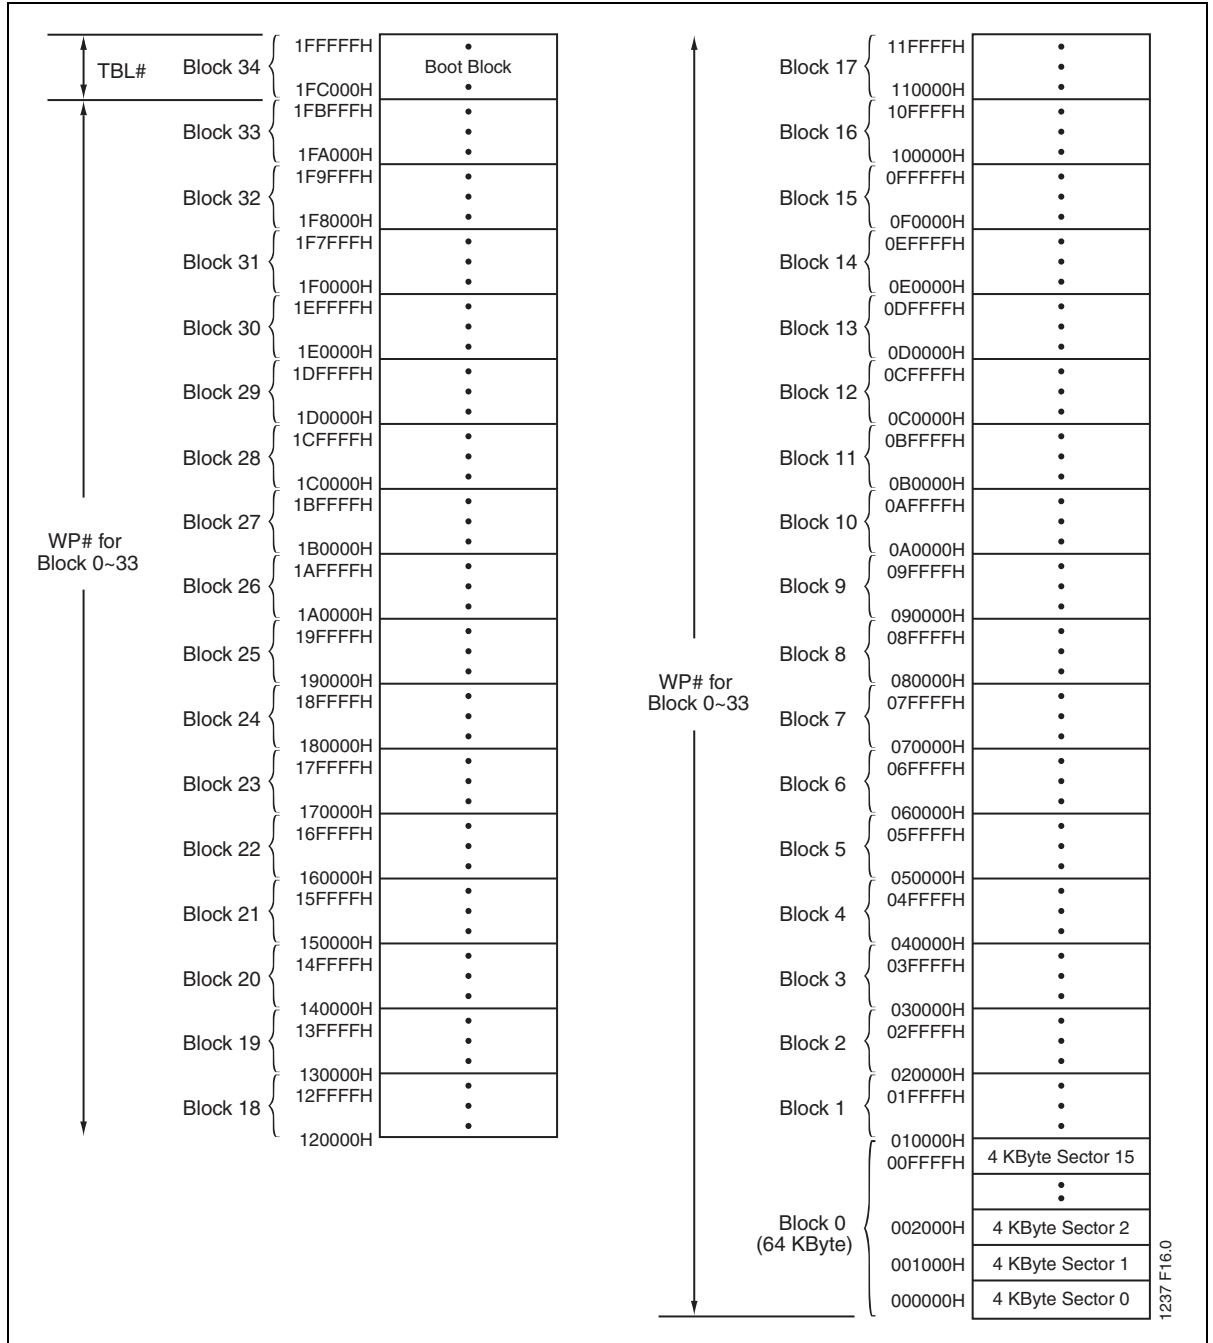 TBL#
WP# for
Block 0~33
Block 34
1FFFFFH
Boot Block
1FC000H
Block 33
1FBFFFH
1FA000H
Block 32
1F9FFFH
1F8000H
Block 31
1F7FFFH
1F0000H
Block 30
1EFFFFH
1E0000H
Block 29
1DFFFFH
1D0000H
Block 28
1CFFFFH
1C0000H
Block 27
1BFFFFH
1B0000H
Block 26
1AFFFFH
1A0000H
Block 25
19FFFFH
190000H
Block 24
18FFFFH
180000H
Block 23
17FFFFH
170000H
Block 22
16FFFFH
160000H
Block 21
15FFFFH
150000H
Block 20
14FFFFH
140000H
Block 19
13FFFFH
130000H
Block 18
12FFFFH
120000H
WP# for
Block 0~33
Block 17
11FFFFH
110000H
Block 16
10FFFFH
100000H
Block 15
0FFFFFH
0F0000H
Block 14
0EFFFFH
0E0000H
Block 13
0DFFFFH
0D0000H
Block 12
0CFFFFH
0C0000H
Block 11
0BFFFFH
0B0000H
Block 10
0AFFFFH
0A0000H
Block 9
09FFFFH
090000H
Block 8
08FFFFH
080000H
Block 7
07FFFFH
070000H
Block 6
06FFFFH
060000H
Block 5
05FFFFH
050000H
Block 4
04FFFFH
040000H
Block 3
03FFFFH
030000H
Block 2
02FFFFH
020000H
Block 1
01FFFFH
010000H
Block 0
(64 KByte)
00FFFFH
4 KByte Sector 15
002000H
4 KByte Sector 2
001000H
4 KByte Sector 1
000000H
4 KByte Sector 0
1237 F16.0